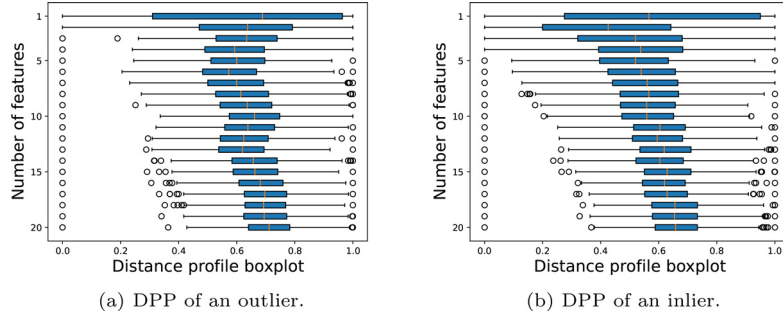 1
5
10
15
20
Number of features
0.0 0.2 0.4 0.6 0.8 1.0
Distance profile boxplot
(a) DPP of an outlier.
1
5
10
15
20
Number of features
0.0 0.2 0.4 0.6 0.8 1.0
Distance profile boxplot
(b) DPP of an inlier.